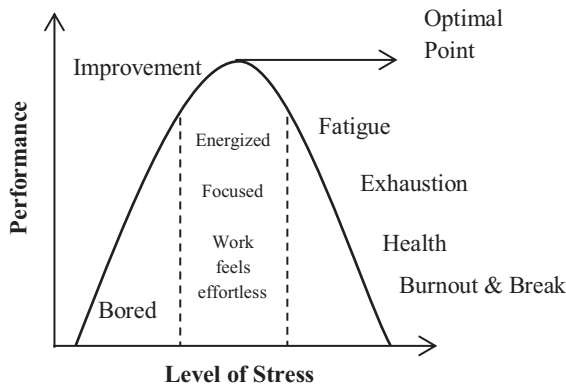 Optimal
Point
Improvement
Fatigue
Energized
Exhaustion
Focused
Health
Work
feels
effortless
Burnout & Break
Bored
Performance
Level of Stress